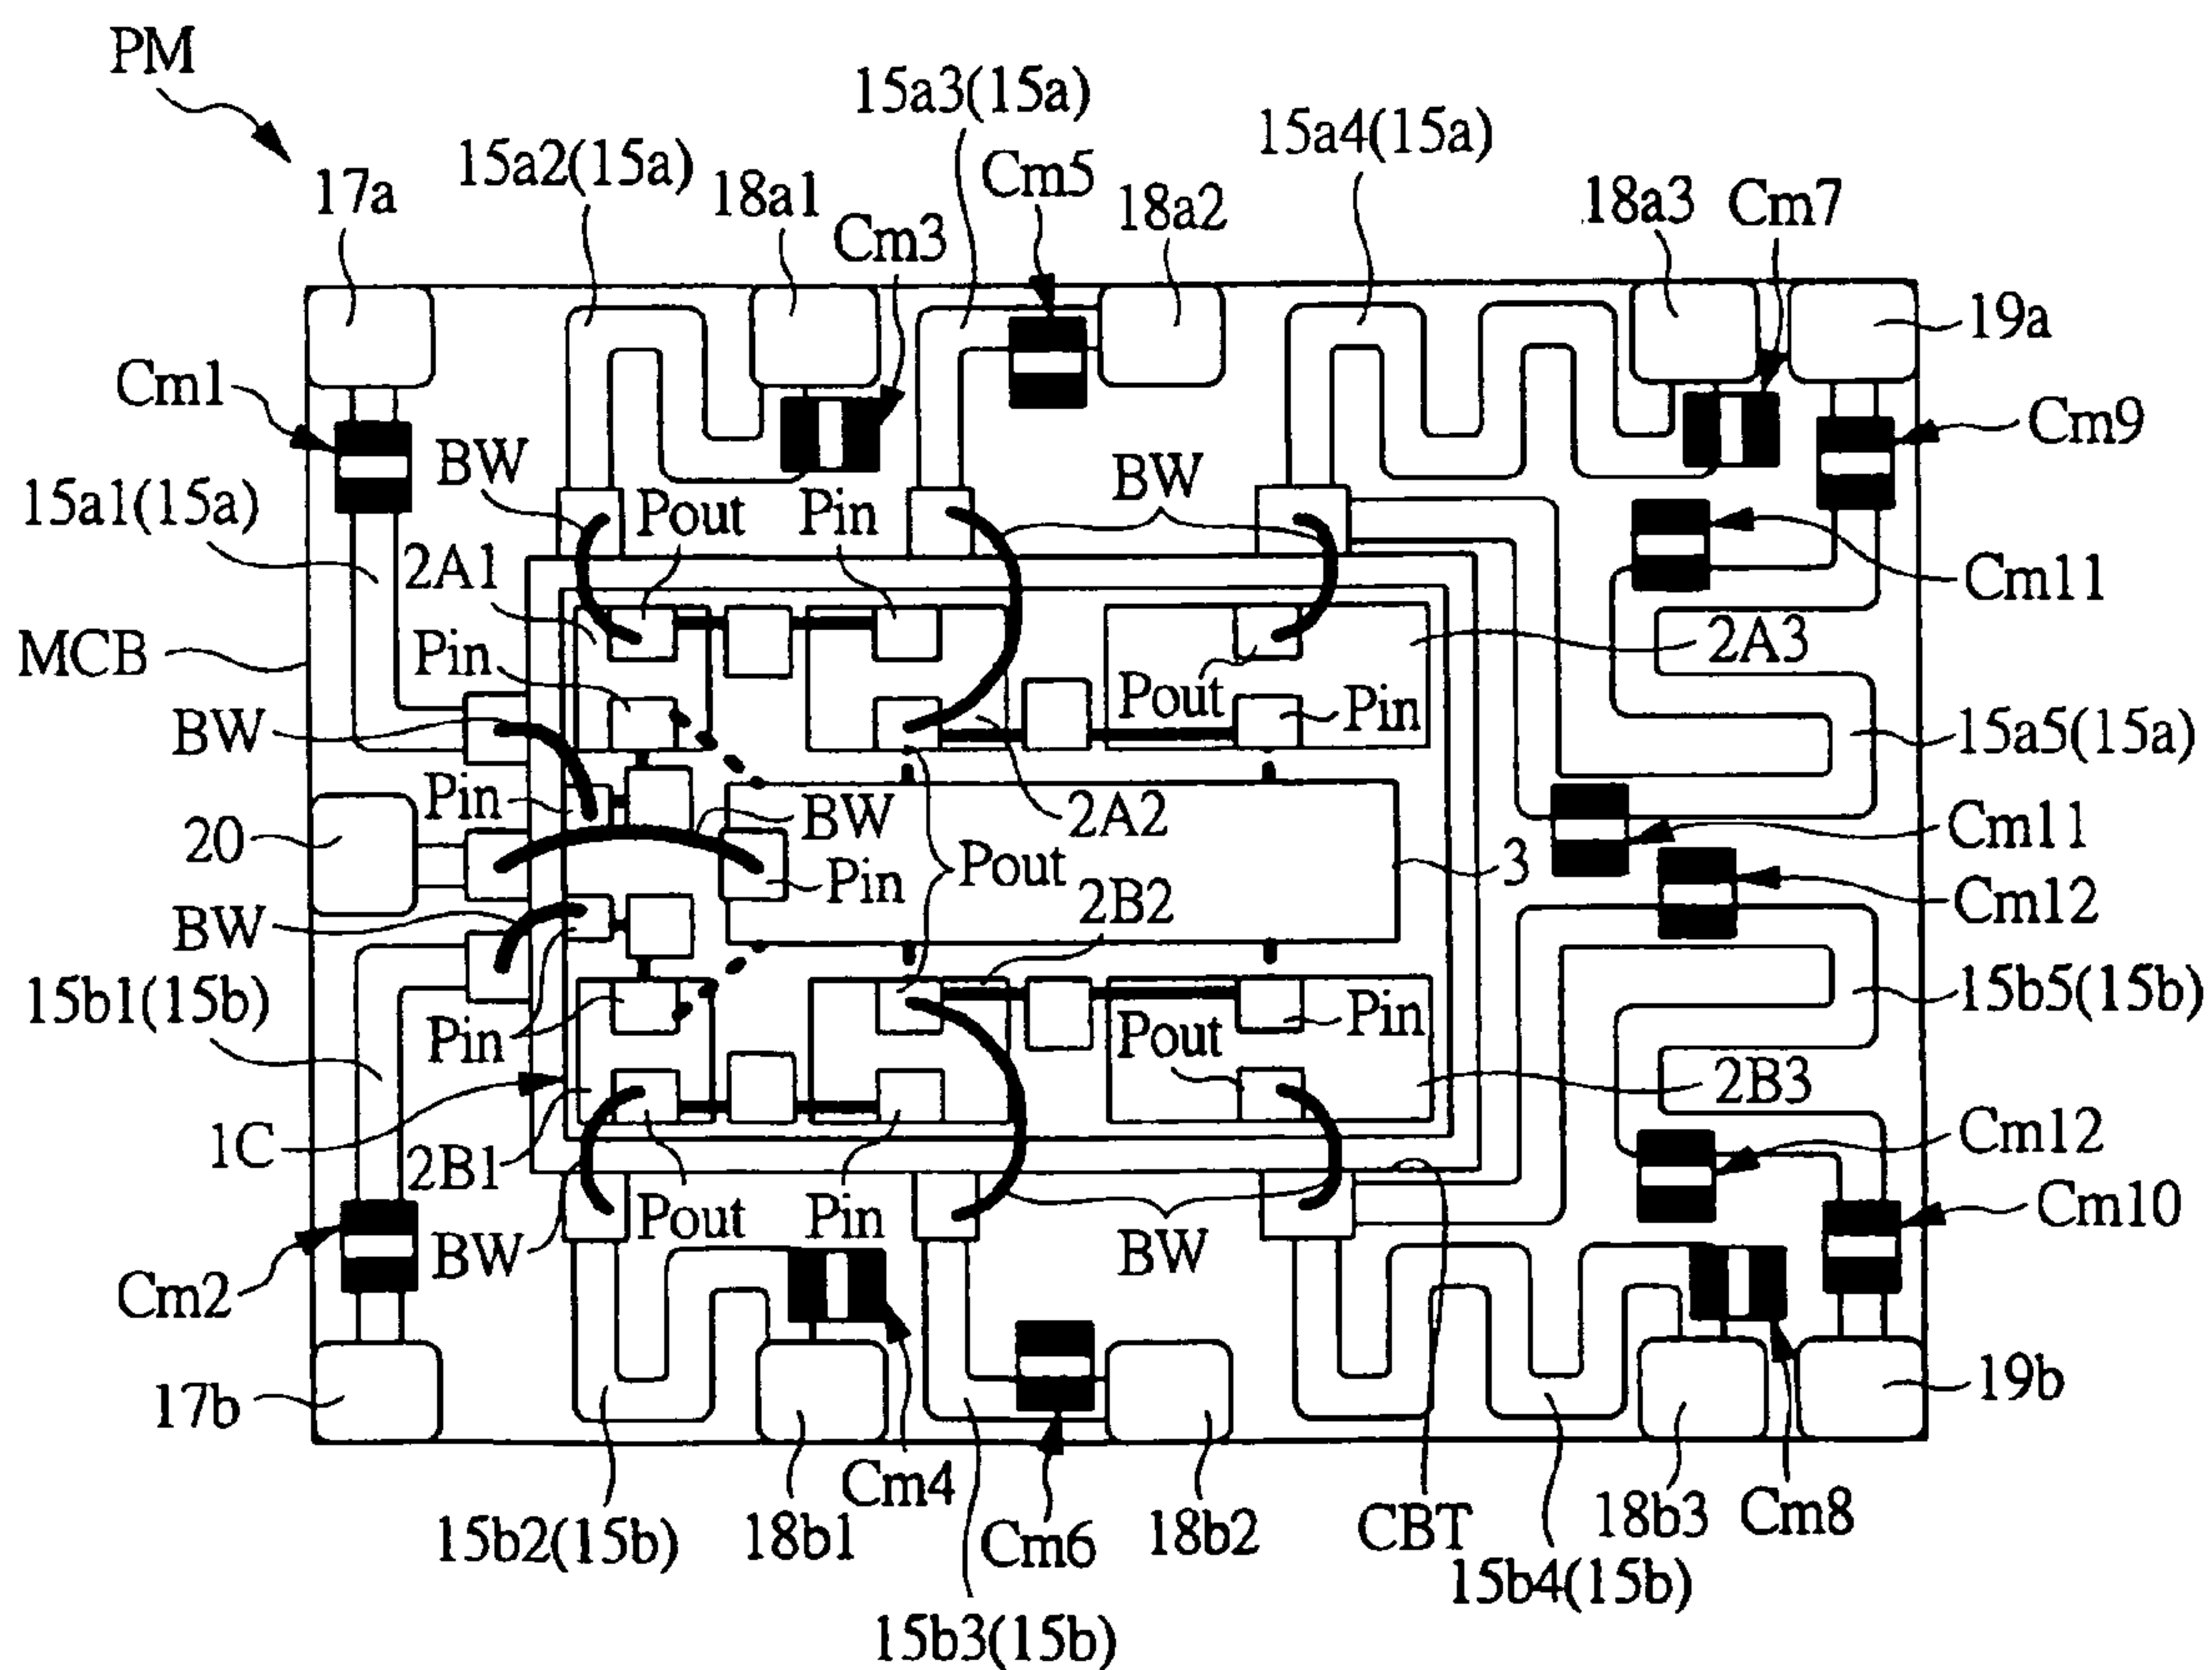 PM
15a3(15a)
15a4(15a)
15a2(15a)
Cm5
17a
18a1
18a2
18a3
Cm7
Cm3
19a
Cm1
Cm9
BW
BW
15a1(15a)
Pout
Pin
2A1
Cm11
MCB
Pin
2A3
Pout
Pin
BW
15a5(15a)
Pin
BW
2A2
Cm11
20
Pin
Pout
3
BW
2B2
Cm12
15b1(15b)
15b5(15b)
Pin
Pout
Pin
2B3
1C
2B1
Cm12
Pout
Pin
Cm10
BW
BW
Cm2
17b
19b
Cm4
15b2(15b)
18b1
Cm6
18b2
CBT
18b3
Cm8
15b4(15b)
15b3(15b)